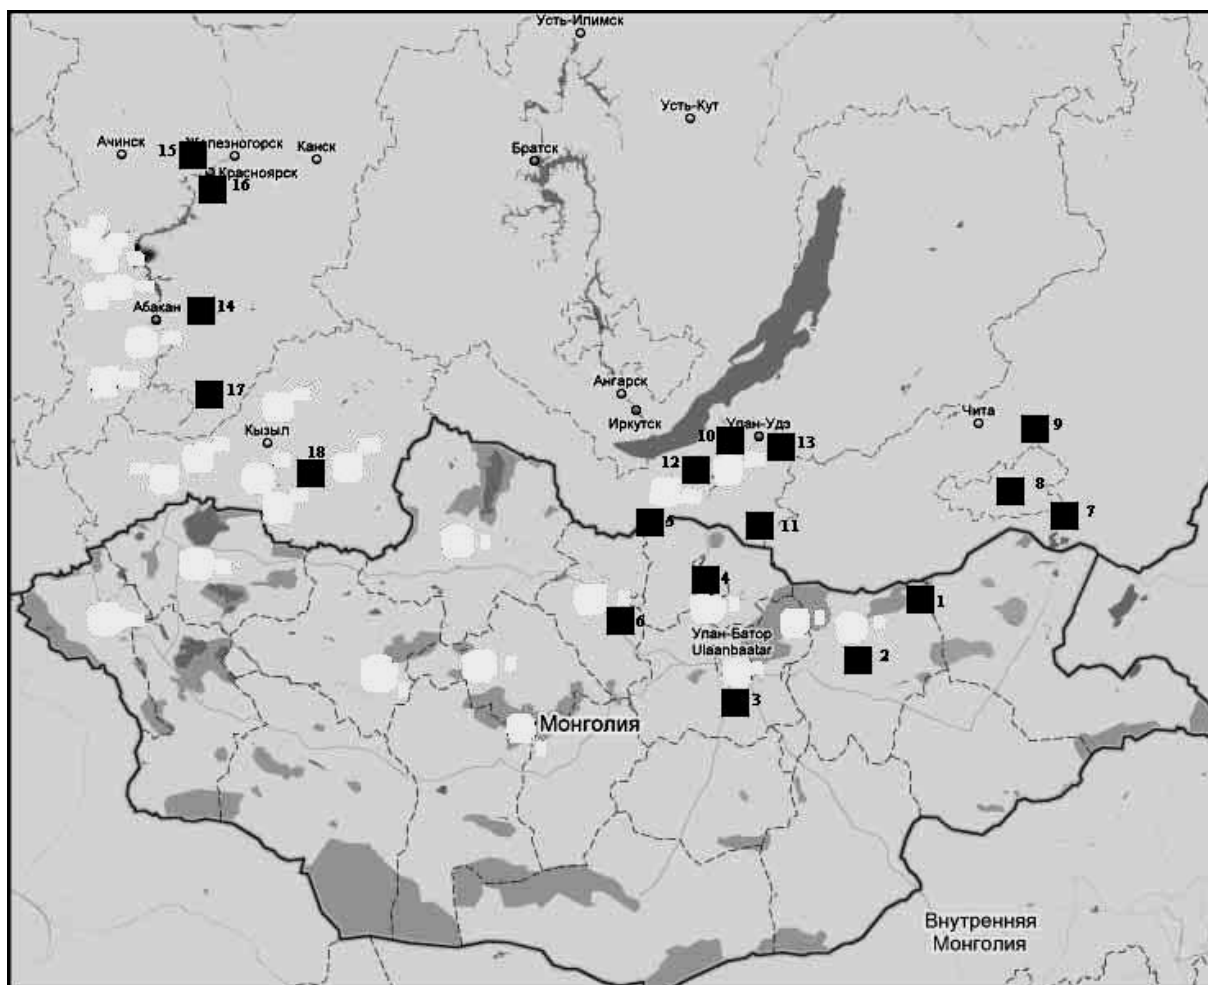 Усть-Илимск
Усть-Кут
Ачинск
15
Железногорск
Канск
Братск
Красноярск
16
Абакан
14
17
Ангарск
Иркутск
Кызыл
18
10
Улан-Удэ
13
12
Чита
9
8
7
5
11
4
6
1
Улан-Батор
Ulaanbaatar
2
3
Монголия
Внутренняя
Монголия